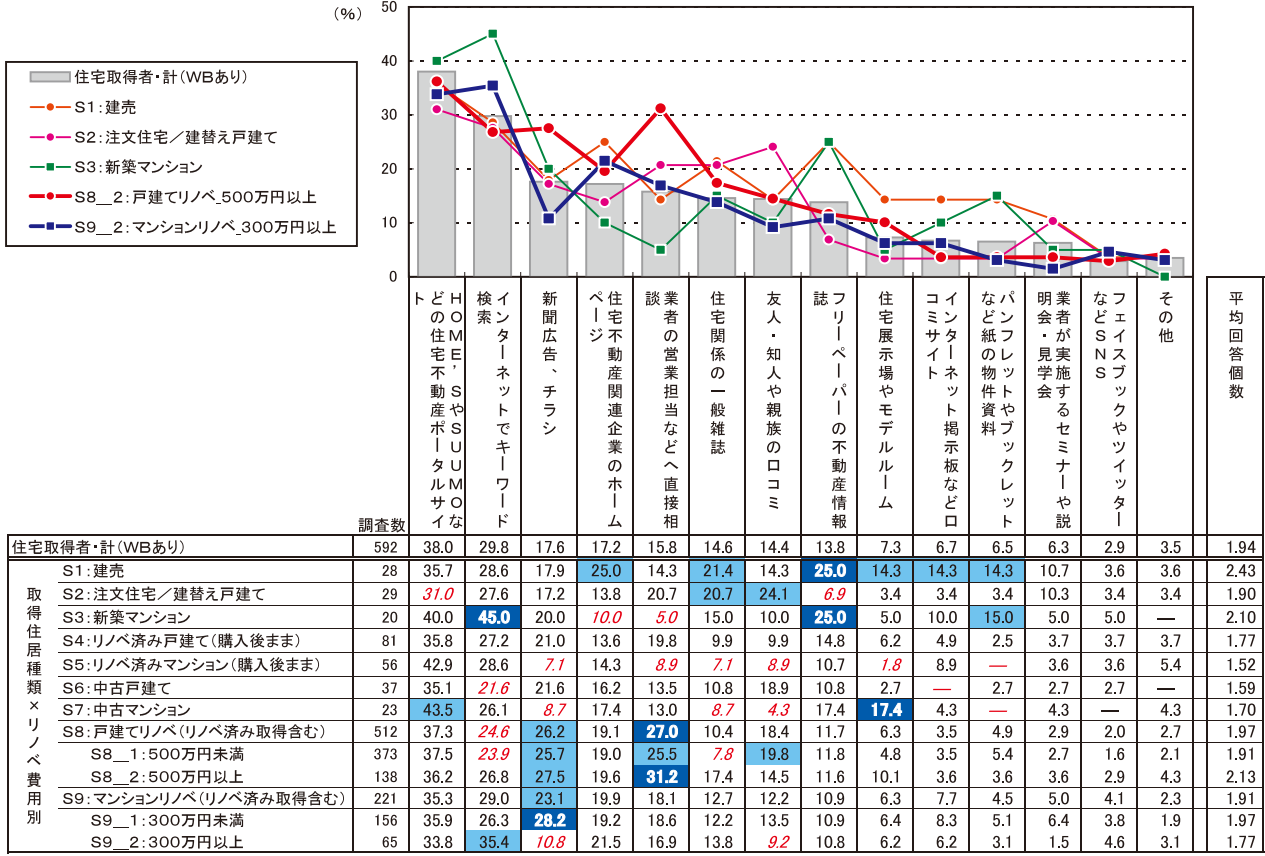 (%)
50
40
30
20
10
0
住宅取得者・計(WBあり)
S1:建売
S2:注文住宅／建替え戸建て
S3:新築マンション
S8__2:戸建てリノベ_500万円以上
S9__2:マンションリノベ_300万円以上
HOME'SやSUUMOなどの住宅不動産ポータルサイト
インターネットでキーワード検索
新聞広告、チラシ
住宅不動産関連企業のホームページ
業者の営業担当などへ直接相談
住宅関係の一般雑誌
友人・知人や親族の口コミ
フリーペーパーの不動産情報誌
住宅展示場やモデルルーム
インターネット掲示板など口コミサイト
パンフレットやブックレットなど紙の物件資料
業者が実施するセミナーや説明会・見学会
フェイスブックやツイッターなどSNS
その他
平均回答個数
調査数
住宅取得者・計(WBあり) 592 38.0 29.8 17.6 17.2 15.8 14.6 14.4 13.8 7.3 6.7 6.5 6.3 2.9 3.5 1.94
取得住居種類×リノベ費用別
S1:建売 28 35.7 28.6 17.9 25.0 14.3 21.4 14.3 25.0 14.3 14.3 14.3 10.7 3.6 3.6 2.43
S2:注文住宅／建替え戸建て 29 31.0 27.6 17.2 13.8 20.7 20.7 24.1 6.9 3.4 3.4 3.4 10.3 3.4 3.4 1.90
S3:新築マンション 20 40.0 45.0 20.0 10.0 5.0 15.0 10.0 25.0 5.0 10.0 15.0 5.0 5.0 — 2.10
S4:リノベ済み戸建て(購入後まま) 81 35.8 27.2 21.0 13.6 19.8 9.9 9.9 14.8 6.2 4.9 2.5 3.7 3.7 3.7 1.77
S5:リノベ済みマンション(購入後まま) 56 42.9 28.6 7.1 14.3 8.9 7.1 8.9 10.7 1.8 8.9 — 3.6 3.6 5.4 1.52
S6:中古戸建て 37 35.1 21.6 21.6 16.2 13.5 10.8 18.9 10.8 2.7 — 2.7 2.7 2.7 — 1.59
S7:中古マンション 23 43.5 26.1 8.7 17.4 13.0 8.7 4.3 17.4 17.4 4.3 — 4.3 — 4.3 1.70
S8:戸建てリノベ(リノベ済み取得含む) 512 37.3 24.6 26.2 19.1 27.0 10.4 18.4 11.7 6.3 3.5 4.9 2.9 2.0 2.7 1.97
S8__1:500万円未満 373 37.5 23.9 25.7 19.0 25.5 7.8 19.8 11.8 4.8 3.5 5.4 2.7 1.6 2.1 1.91
S8__2:500万円以上 138 36.2 26.8 27.5 19.6 31.2 17.4 14.5 11.6 10.1 3.6 3.6 3.6 2.9 4.3 2.13
S9:マンションリノベ(リノベ済み取得含む) 221 35.3 29.0 23.1 19.9 18.1 12.7 12.2 10.9 6.3 7.7 4.5 5.0 4.1 2.3 1.91
S9__1:300万円未満 156 35.9 26.3 28.2 19.2 18.6 12.2 13.5 10.9 6.4 8.3 5.1 6.4 3.8 1.9 1.97
S9__2:300万円以上 65 33.8 35.4 10.8 21.5 16.9 13.8 9.2 10.8 6.2 6.2 3.1 1.5 4.6 3.1 1.77